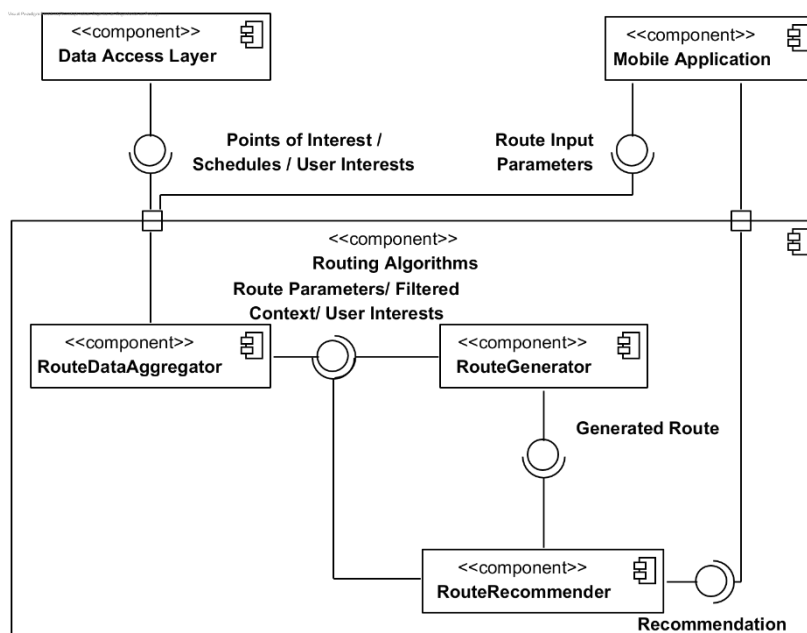 <<component>>
Data Access Layer
<<component>>
Mobile Application
Points of Interest /
Schedules / User Interests
Route Input
Parameters
<<component>>
Routing Algorithms
Route Parameters/ Filtered
Context/ User Interests
<<component>>
RouteDataAggregator
<<component>>
RouteGenerator
Generated Route
<<component>>
RouteRecommender
Recommendation